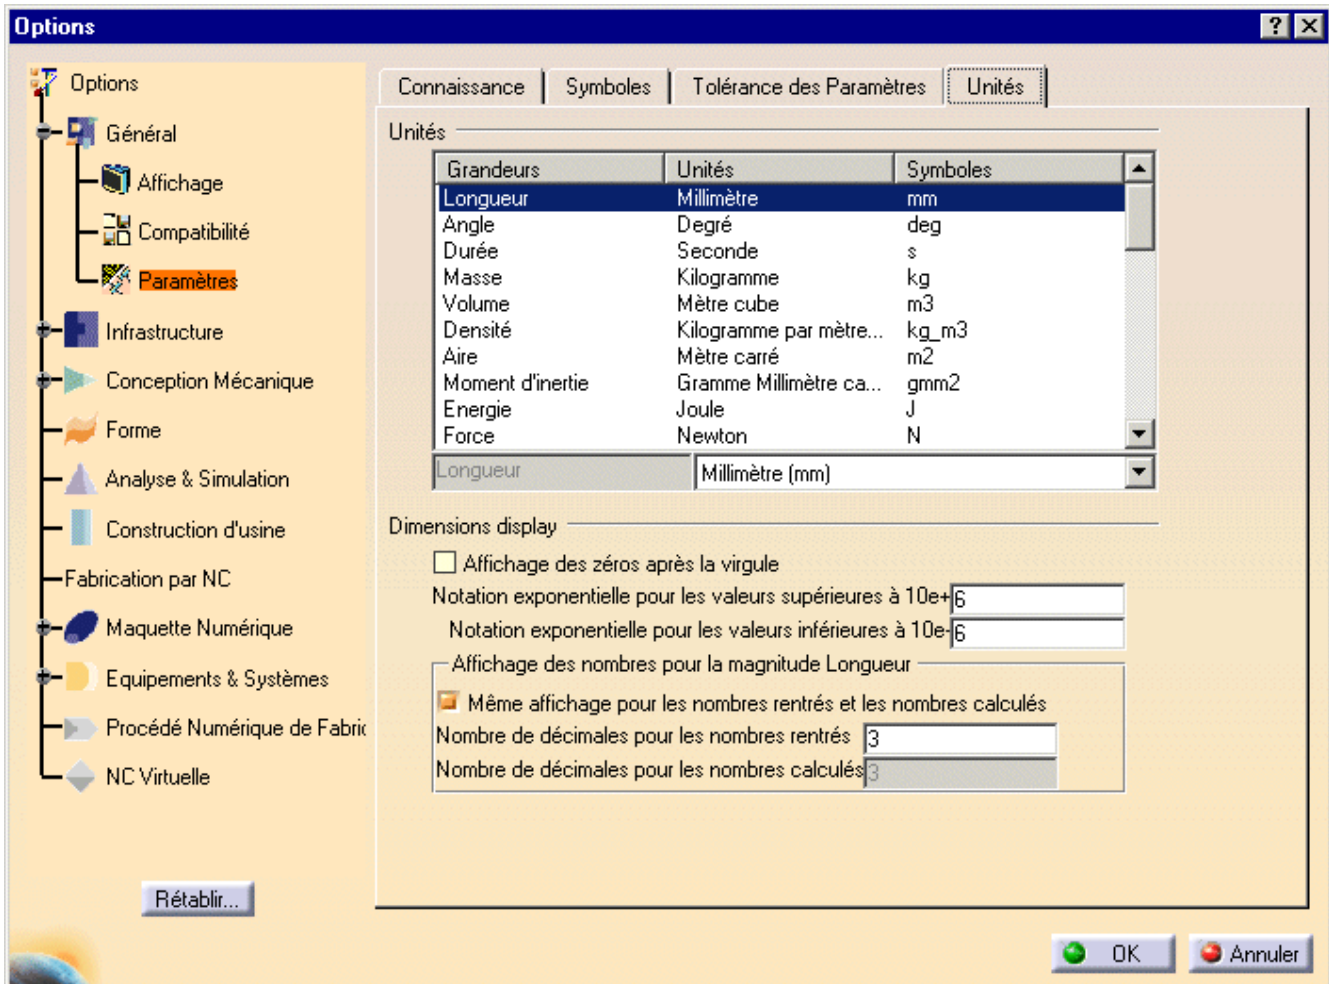 Options
Options
Général
Affichage
Compatibilité
Paramètres
Infrastructure
Conception Mécanique
Forme
Analyse & Simulation
Construction d'usine
Fabrication par NC
Maquette Numérique
Equipements & Systèmes
Procédé Numérique de Fabric
NC Virtuelle
Rétablir...
Connaissance Symboles Tolérance des Paramètres Unités
Unités
Grandeurs Unités Symboles
Longueur Millimètre mm
Angle Degré deg
Durée Seconde s
Masse Kilogramme kg
Volume Mètre cube m3
Densité Kilogramme par mètre... kg_m3
Aire Mètre carré m2
Moment d'inertie Gramme Millimètre ca... gmm2
Energie Joule J
Force Newton N
Longueur Millimètre (mm)
Dimensions display
Affichage des zéros après la virgule
Notation exponentielle pour les valeurs supérieures à 10e+ 6
Notation exponentielle pour les valeurs inférieures à 10e- 6
Affichage des nombres pour la magnitude Longueur
Même affichage pour les nombres rentrés et les nombres calculés
Nombre de décimales pour les nombres rentrés 3
Nombre de décimales pour les nombres calculés 3
OK Annuler